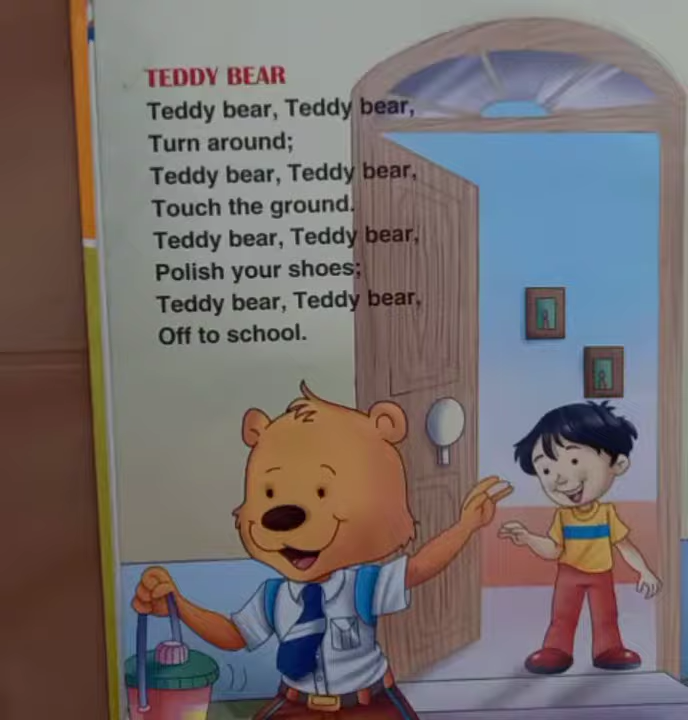 TEDDY BEAR
Teddy bear, Teddy bear,
Turn around;
Teddy bear, Teddy bear,
Touch the ground.
Teddy bear, Teddy bear,
Polish your shoes;
Teddy bear, Teddy bear,
Off to school.